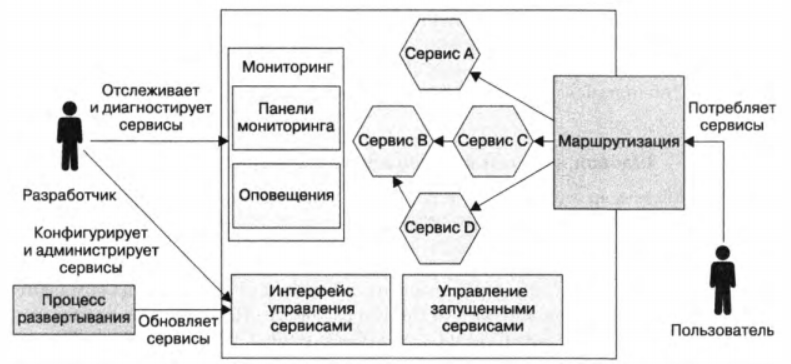 Мониторинг
Панели
мониторинга
Оповещения
Отслеживает
и диагностирует
сервисы
Разработчик
Конфигурирует
и администрирует
сервисы
Процесс
развертывания
Обновляет
сервисы
Интерфейс
управления
сервисами
Управление
запущенными
сервисами
Сервис A
Сервис B
Сервис C
Сервис D
Маршрутизация
Потребляет
сервисы
Пользователь